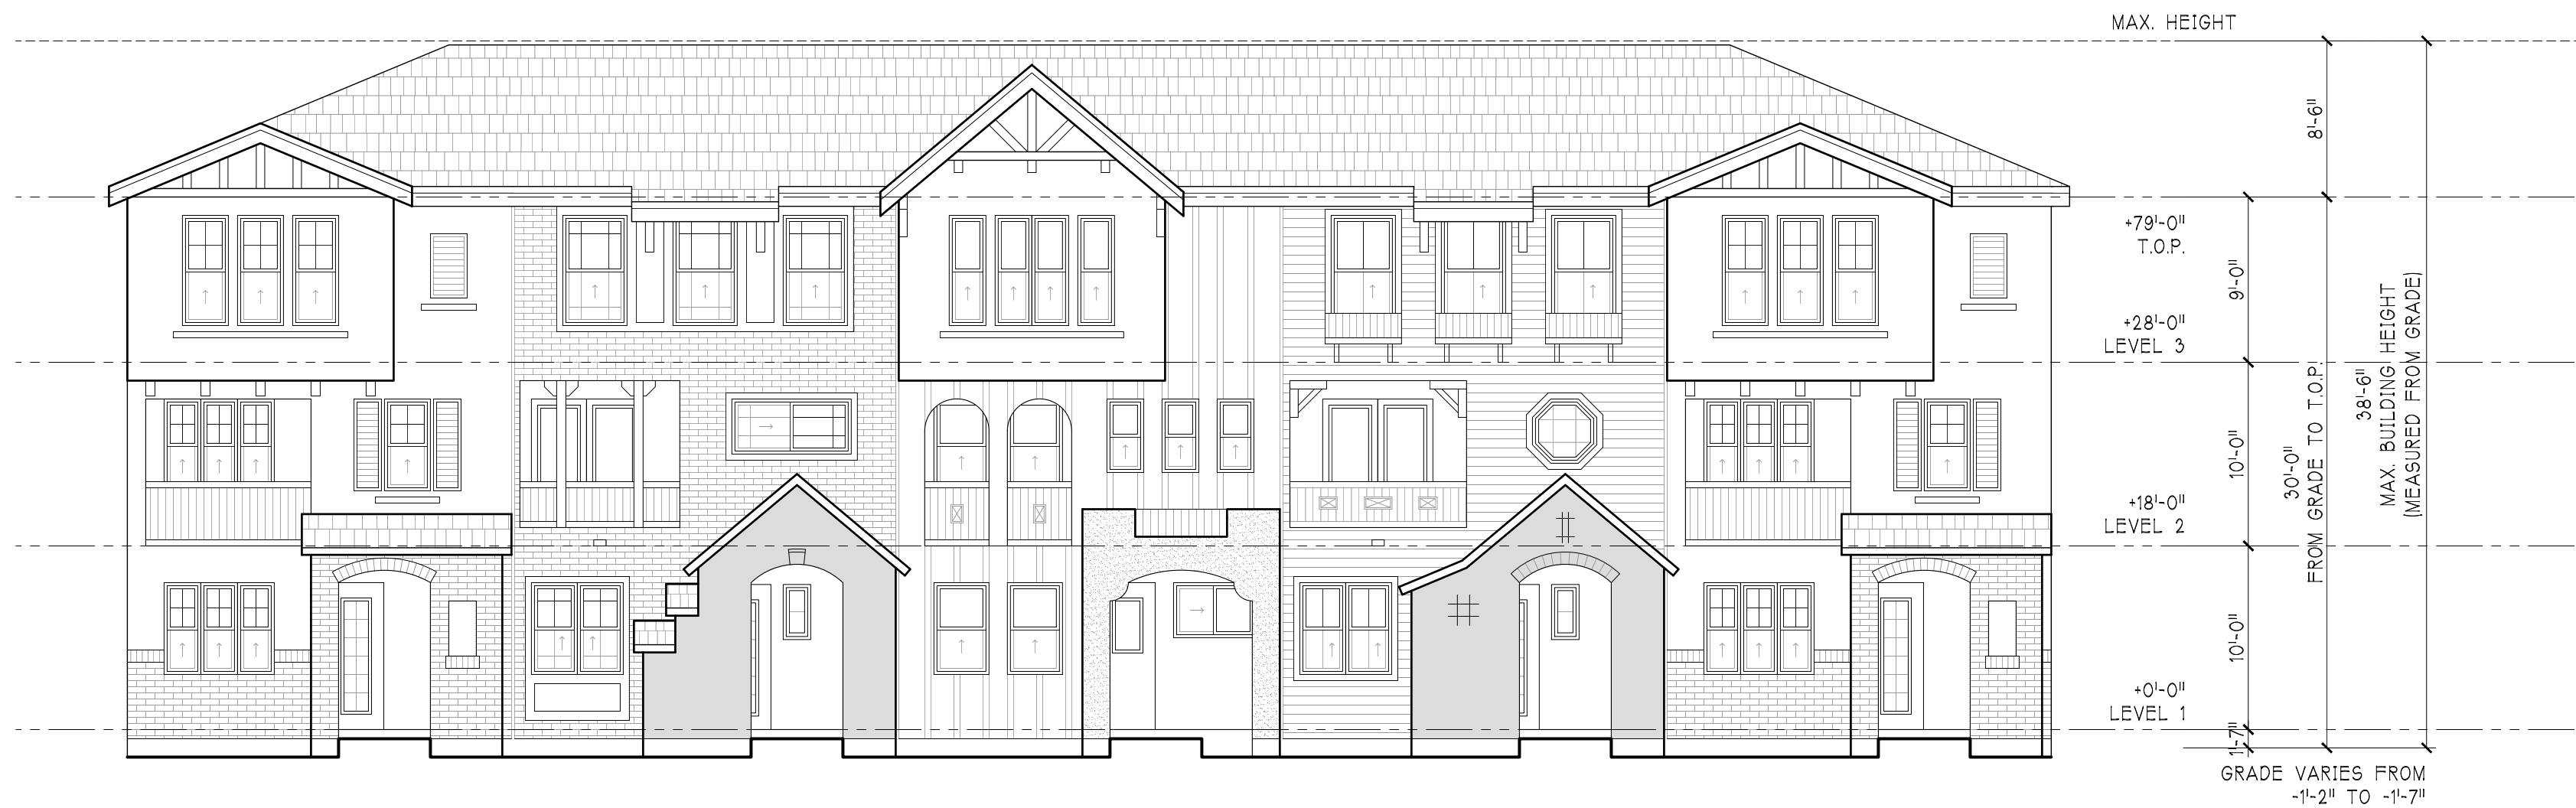 MAX. HEIGHT
8'-6"
+79'-0"
T.O.P.
9'-0"
+28'-0"
LEVEL 3
10'-0"
+18'-0"
LEVEL 2
10'-0"
+0'-0"
LEVEL 1
1'-7"
30'-0"
FROM GRADE TO T.O.P.
38'-6"
MAX. BUILDING HEIGHT
(MEASURED FROM GRADE)
GRADE VARIES FROM
-1'-2" TO -1'-7"